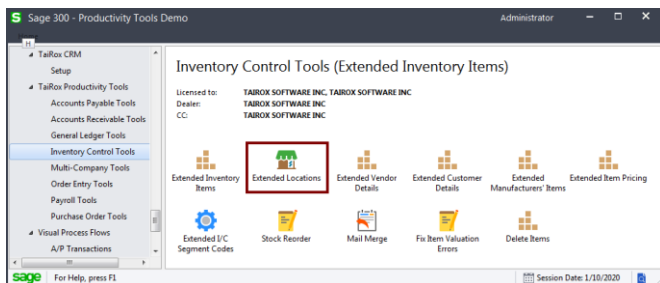 S Sage 300 - Productivity Tools Demo
Administrator
H
TaiRox CRM
Setup
TaiRox Productivity Tools
Accounts Payable Tools
Accounts Receivable Tools
General Ledger Tools
Inventory Control Tools
Multi-Company Tools
Order Entry Tools
Payroll Tools
Purchase Order Tools
Visual Process Flows
A/P Transactions
Inventory Control Tools (Extended Inventory Items)
Licensed to: TAIROX SOFTWARE INC, TAIROX SOFTWARE INC
Dealer: TAIROX SOFTWARE INC
CC: TAIROX SOFTWARE INC
Extended Inventory
Items
Extended Locations
Extended Vendor
Details
Extended Customer
Details
Extended
Manufacturers' Items
Extended Item Pricing
Extended I/C
Segment Codes
Stock Reorder
Mail Merge
Fix Item Valuation
Errors
Delete Items
sage For Help, press F1
Session Date: 1/10/2020